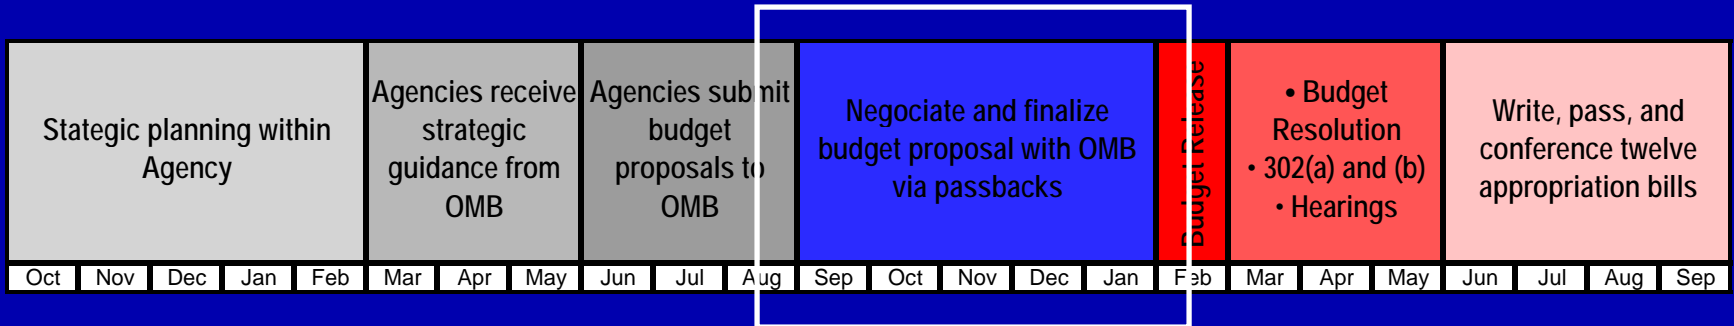 Stategic planning within
Agency
Agencies receive
strategic
guidance from
OMB
Agencies submit
budget
proposals to
OMB
Negociate and finalize
budget proposal with OMB
via passbacks
Budget Release
• Budget
Resolution
• 302(a) and (b)
• Hearings
Write, pass, and
conference twelve
appropriation bills
Oct Nov Dec Jan Feb Mar Apr May Jun Jul Aug Sep Oct Nov Dec Jan Feb Mar Apr May Jun Jul Aug Sep